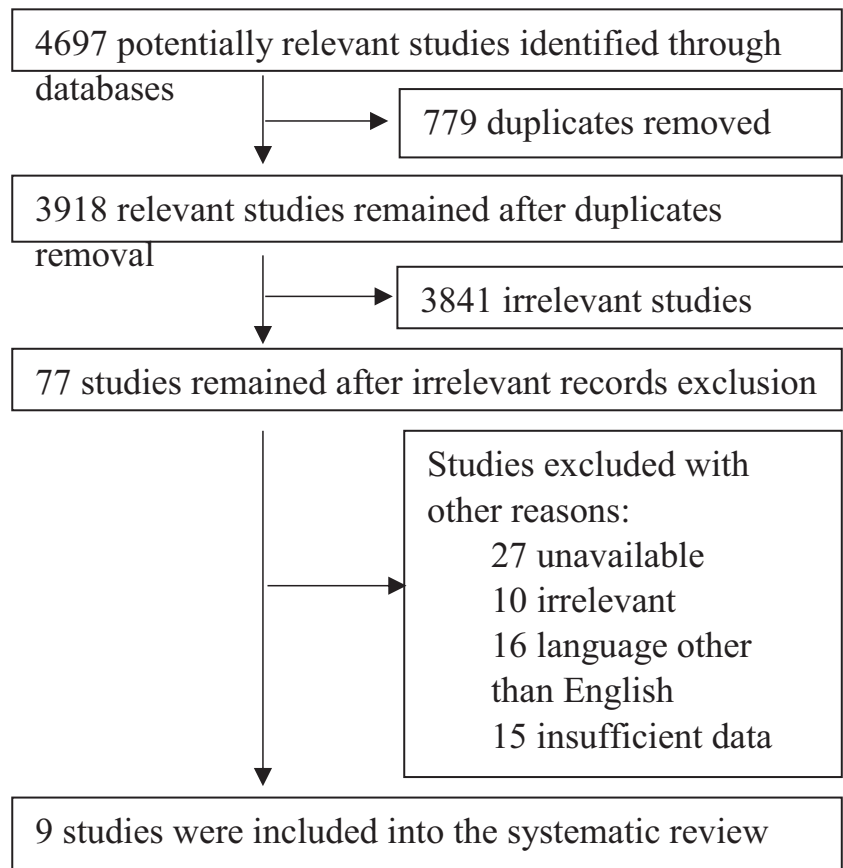 4697 potentially relevant studies identified through
databases
779 duplicates removed
3918 relevant studies remained after duplicates
removal
3841 irrelevant studies
77 studies remained after irrelevant records exclusion
Studies excluded with
other reasons:
27 unavailable
10 irrelevant
16 language other
than English
15 insufficient data
9 studies were included into the systematic review